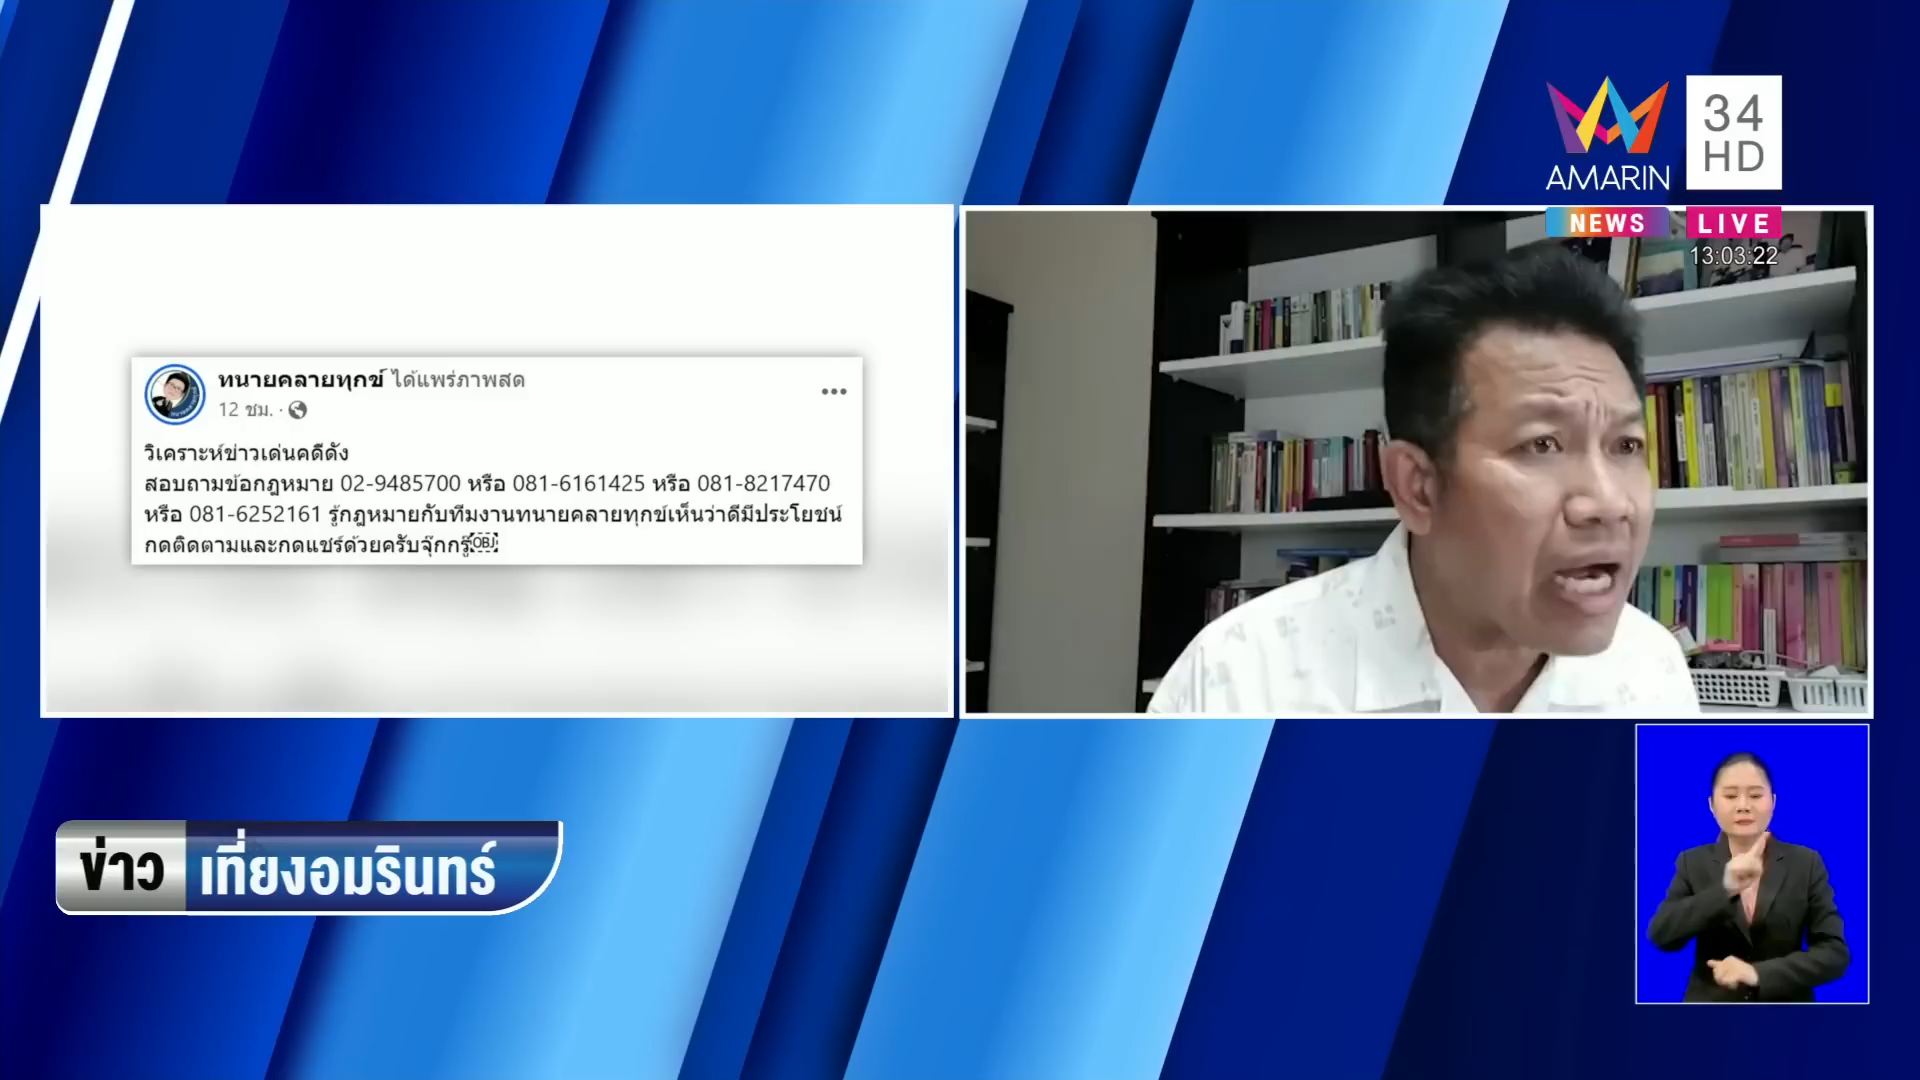 AMARIN
34
HD
NEWS
LIVE
13:03:22
ทนายคลายทุกข์ ได้แพร่ภาพสด
12 ชม. ·
วิเคราะห์ข่าวเด่นคดีดัง
สอบถามข้อกฎหมาย 02-9485700 หรือ 081-6161425 หรือ 081-8217470
หรือ 081-6252161 รู้กฎหมายกับทีมงานทนายคลายทุกข์เห็นว่าดีมีประโยชน์
กดติดตามและกดแชร์ด้วยครับจุ๊กกรู๊OBJ
ข่าว เที่ยงอมรินทร์